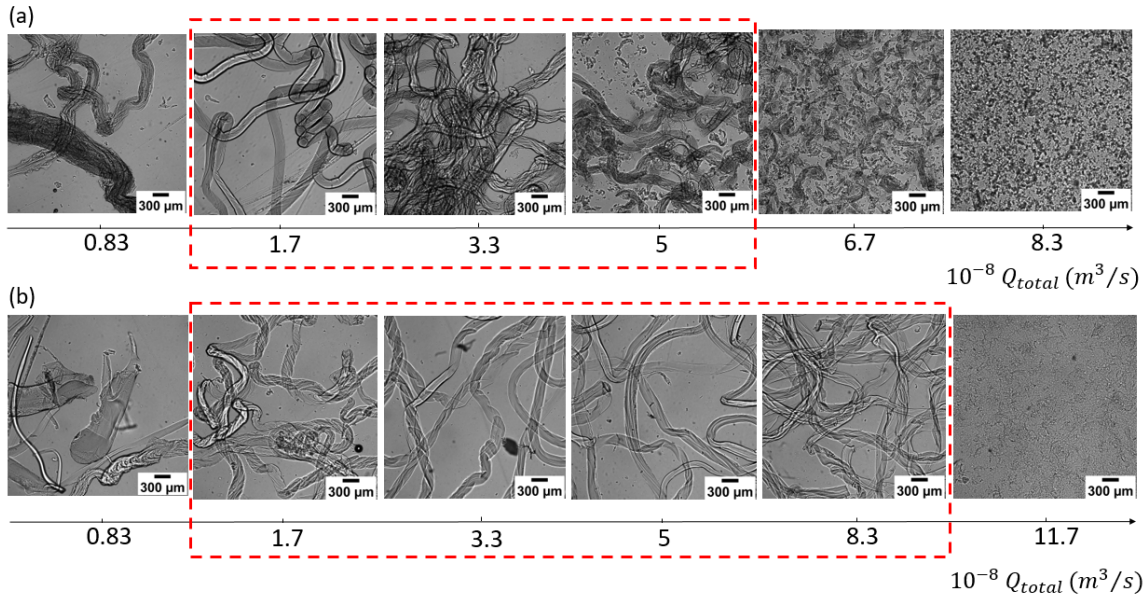 (a)
300 µm 300 µm 300 µm 300 µm 300 µm 300 µm
0.83 1.7 3.3 5 6.7 8.3
10⁻⁸ Q_total (m³/s)
(b)
300 µm 300 µm 300 µm 300 µm 300 µm 300 µm
0.83 1.7 3.3 5 8.3 11.7
10⁻⁸ Q_total (m³/s)